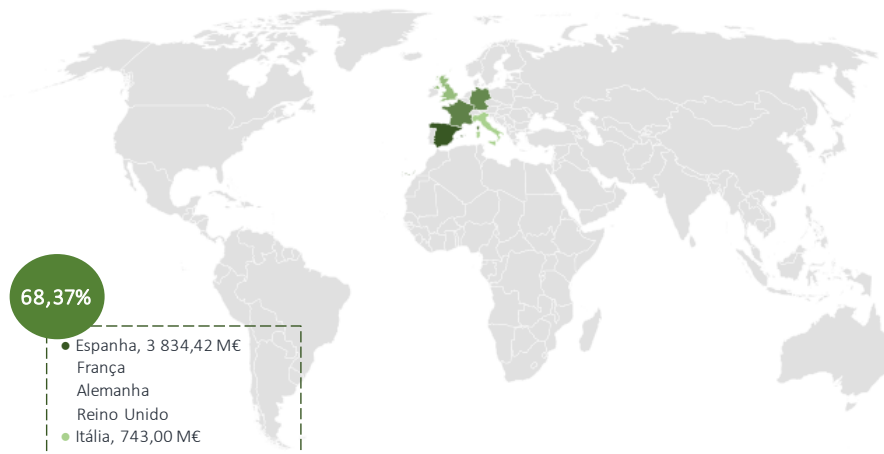 68,37%
Espanha, 3 834,42 M€
França
Alemanha
Reino Unido
Itália, 743,00 M€